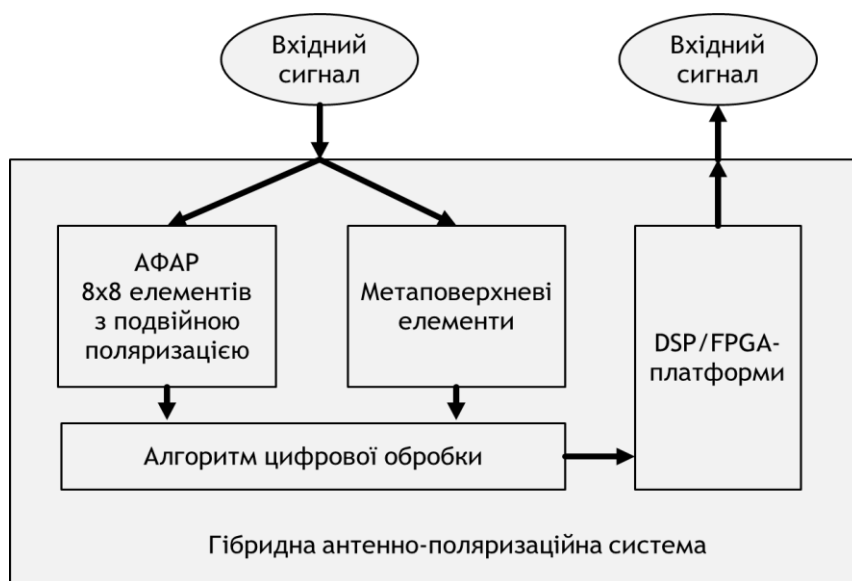 Вхідний
сигнал
Вхідний
сигнал
АФАР
8х8 елементів
з подвійною
поляризацією
Метаповерхневі
елементи
DSP/FPGA-
платформи
Алгоритм цифрової обробки
Гібридна антенно-поляризаційна система